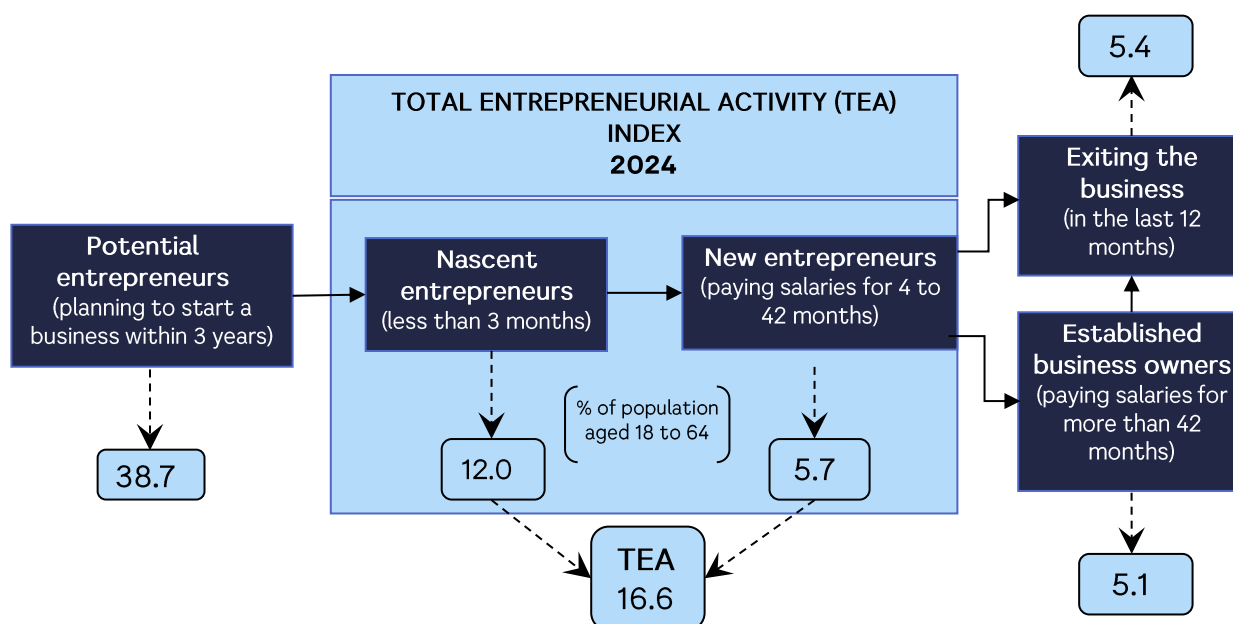 TOTAL ENTREPRENEURIAL ACTIVITY (TEA)
INDEX
2024
Potential
entrepreneurs
(planning to start a
business within 3 years)
38.7
Nascent
entrepreneurs
(less than 3 months)
12.0
New entrepreneurs
(paying salaries for 4 to
42 months)
5.7
% of population
aged 18 to 64
TEA
16.6
5.4
Exiting the
business
(in the last 12
months)
Established
business owners
(paying salaries for
more than 42
months)
5.1